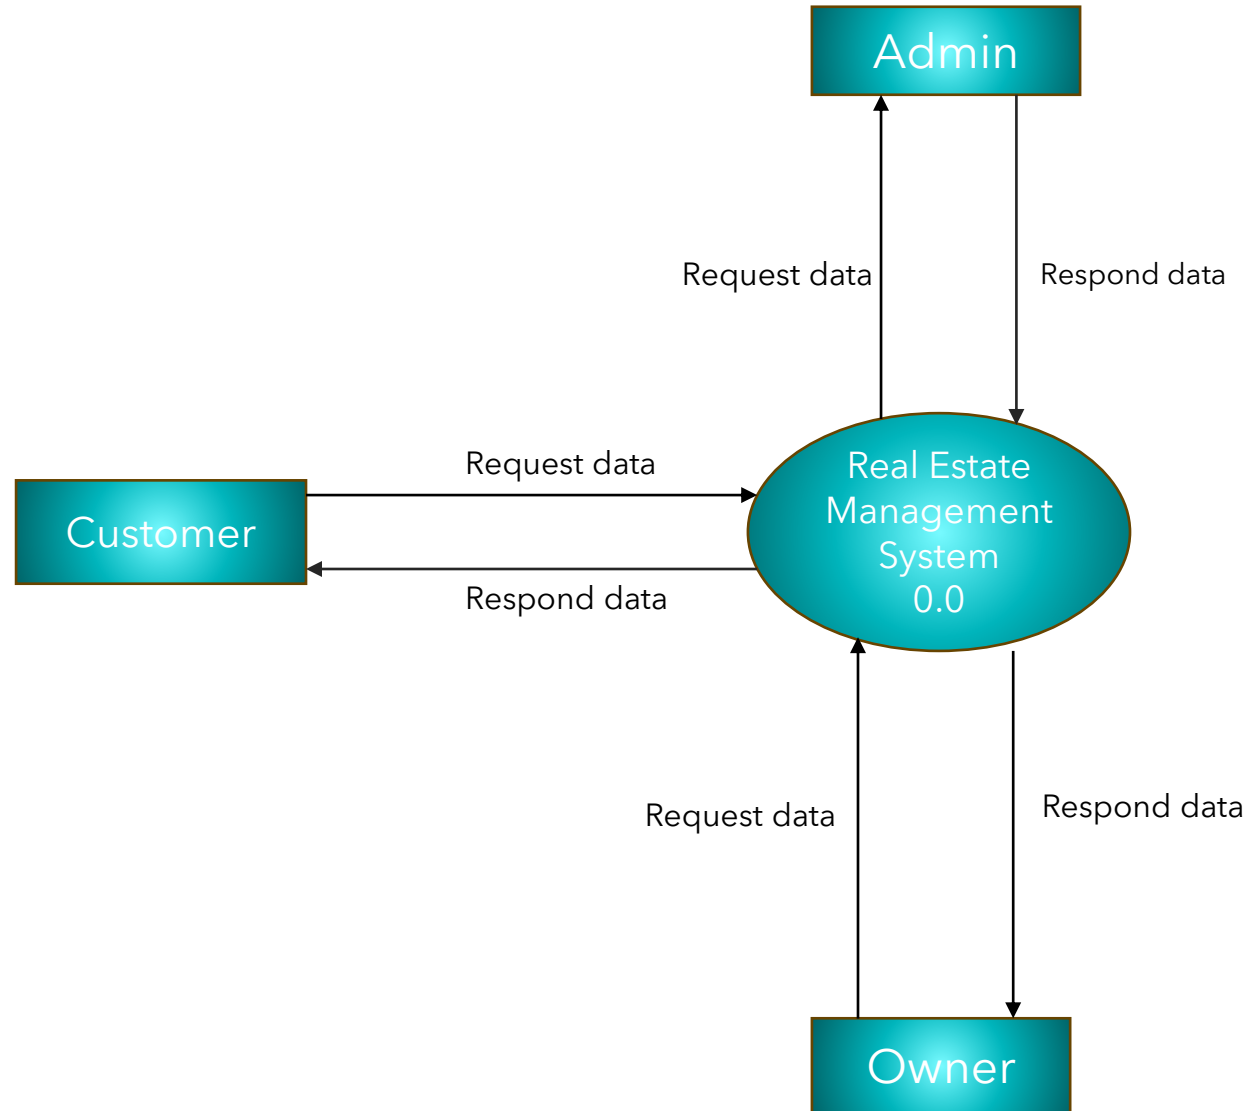 Admin
Request data
Respond data
Request data
Customer
Respond data
Real Estate
Management
System
0.0
Request data
Respond data
Owner